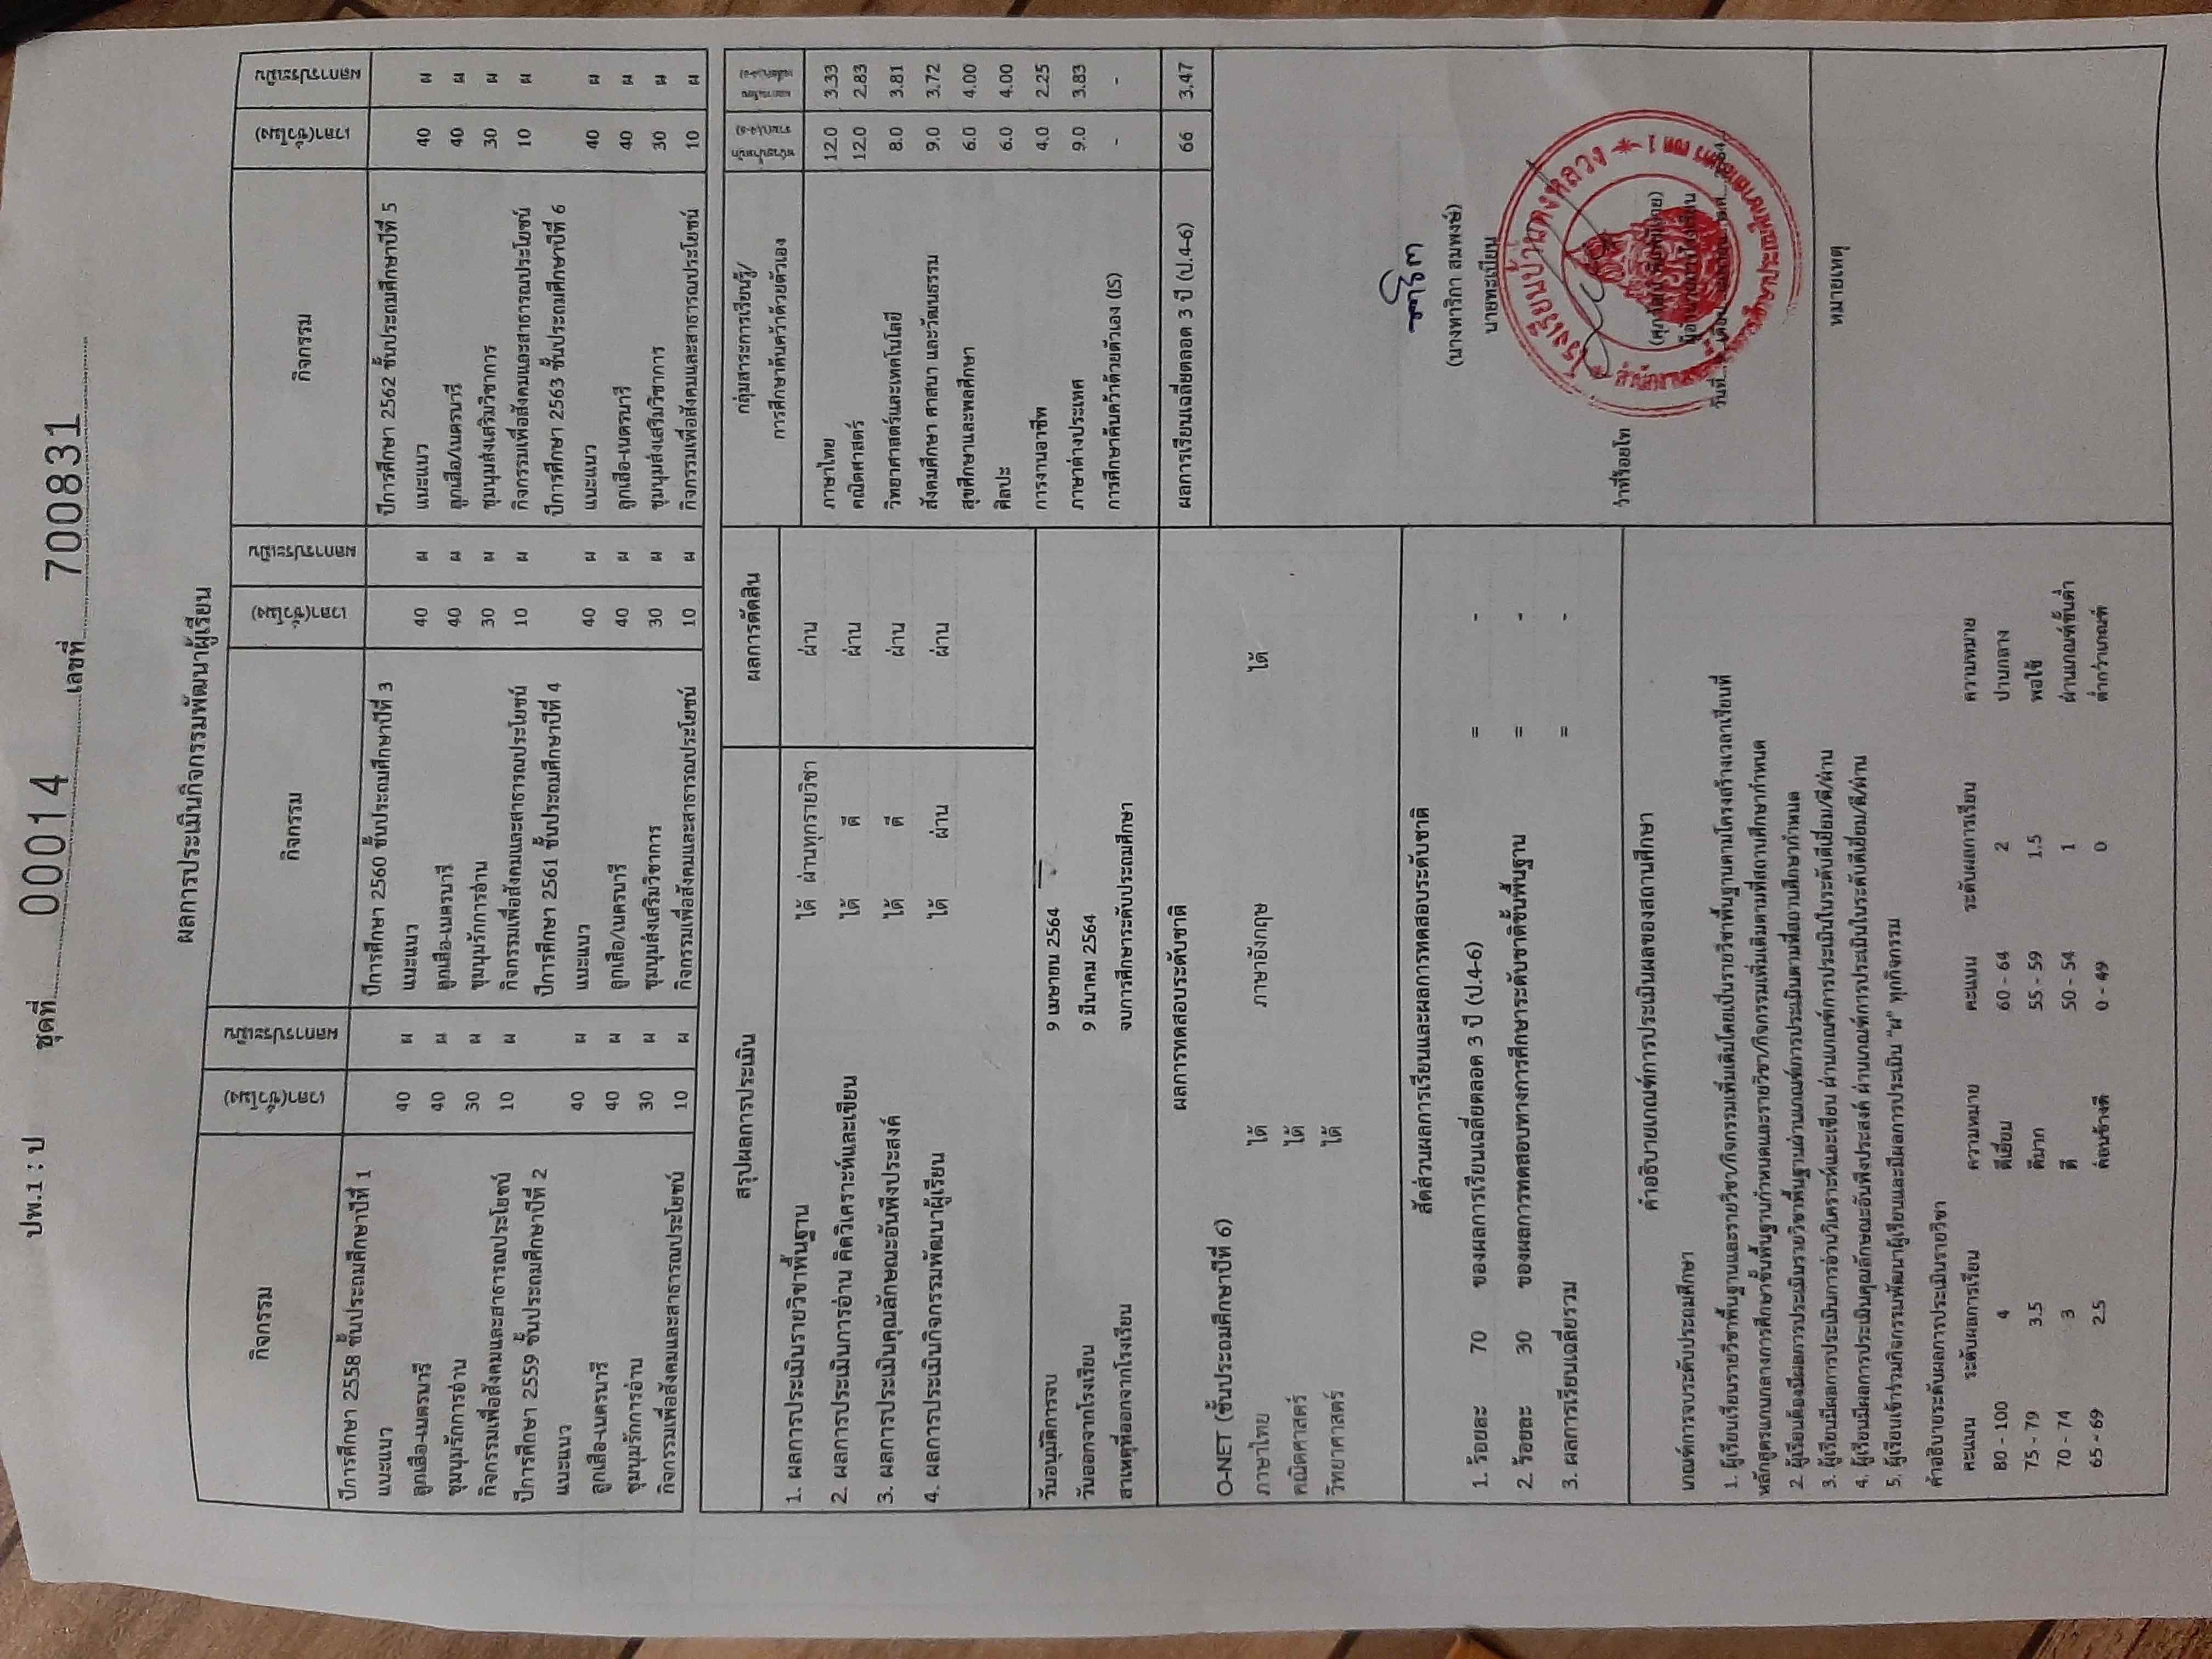 ปพ.1 : ป ชุดที่ 00014 เลขที่ 700831
ผลการประเมินกิจกรรมพัฒนาผู้เรียน
กิจกรรม เวลา(ชั่วโมง) ผลการประเมิน กิจกรรม เวลา(ชั่วโมง) ผลการประเมิน กิจกรรม เวลา(ชั่วโมง) ผลการประเมิน
ปีการศึกษา 2558 ชั้นประถมศึกษาปีที่ 1 ปีการศึกษา 2560 ชั้นประถมศึกษาปีที่ 3 ปีการศึกษา 2562 ชั้นประถมศึกษาปีที่ 5
แนะแนว 40 ผ แนะแนว 40 ผ แนะแนว 40 ผ
ลูกเสือ-เนตรนารี 40 ผ ลูกเสือ-เนตรนารี 40 ผ ลูกเสือ/เนตรนารี 40 ผ
ชุมนุมรักการอ่าน 30 ผ ชุมนุมรักการอ่าน 30 ผ ชุมนุมส่งเสริมวิชาการ 30 ผ
กิจกรรมเพื่อสังคมและสาธารณประโยชน์ 10 ผ กิจกรรมเพื่อสังคมและสาธารณประโยชน์ 10 ผ กิจกรรมเพื่อสังคมและสาธารณประโยชน์ 10 ผ
ปีการศึกษา 2559 ชั้นประถมศึกษาปีที่ 2 ปีการศึกษา 2561 ชั้นประถมศึกษาปีที่ 4 ปีการศึกษา 2563 ชั้นประถมศึกษาปีที่ 6
แนะแนว 40 ผ แนะแนว 40 ผ แนะแนว 40 ผ
ลูกเสือ-เนตรนารี 40 ผ ลูกเสือ/เนตรนารี 40 ผ ลูกเสือ-เนตรนารี 40 ผ
ชุมนุมรักการอ่าน 30 ผ ชุมนุมส่งเสริมวิชาการ 30 ผ ชุมนุมส่งเสริมวิชาการ 30 ผ
กิจกรรมเพื่อสังคมและสาธารณประโยชน์ 10 ผ กิจกรรมเพื่อสังคมและสาธารณประโยชน์ 10 ผ กิจกรรมเพื่อสังคมและสาธารณประโยชน์ 10 ผ
สรุปผลการประเมิน ผลการตัดสิน
1. ผลการประเมินรายวิชาพื้นฐาน ได้ ผ่านทุกรายวิชา ผ่าน
2. ผลการประเมินการอ่าน คิดวิเคราะห์และเขียน ได้ ดี ผ่าน
3. ผลการประเมินคุณลักษณะอันพึงประสงค์ ได้ ดี ผ่าน
4. ผลการประเมินกิจกรรมพัฒนาผู้เรียน ได้ ผ่าน ผ่าน
วันอนุมัติการจบ 9 เมษายน 2564
วันออกจากโรงเรียน 9 มีนาคม 2564
สาเหตุที่ออกจากโรงเรียน จบการศึกษาระดับประถมศึกษา
ผลการทดสอบระดับชาติ
O-NET (ชั้นประถมศึกษาปีที่ 6)
ภาษาไทย ได้ ภาษาอังกฤษ ได้
คณิตศาสตร์ ได้
วิทยาศาสตร์ ได้
สัดส่วนผลการเรียนและผลการทดสอบระดับชาติ
1. ร้อยละ 70 ของผลการเรียนเฉลี่ยตลอด 3 ปี (ป.4-6) = -
2. ร้อยละ 30 ของผลการทดสอบทางการศึกษาระดับชาติขั้นพื้นฐาน = -
3. ผลการเรียนเฉลี่ยรวม = -
กลุ่มสาระการเรียนรู้/
การศึกษาค้นคว้าด้วยตัวเอง
ภาษาไทย 12.0 3.33
คณิตศาสตร์ 12.0 2.83
วิทยาศาสตร์และเทคโนโลยี 8.0 3.81
สังคมศึกษา ศาสนา และวัฒนธรรม 9.0 3.72
สุขศึกษาและพลศึกษา 6.0 4.00
ศิลปะ 6.0 4.00
การงานอาชีพ 4.0 2.25
ภาษาต่างประเทศ 9.0 3.83
การศึกษาค้นคว้าด้วยตัวเอง (IS) - -
ผลการเรียนเฉลี่ยตลอด 3 ปี (ป.4-6) 66 3.47
(นางทาริกา สมพงษ์)
นายทะเบียน
โรงเรียนบ้านดงหลวง
ว่าที่ร้อยโท
วันที่
หมายเหตุ
คำอธิบายเกณฑ์การประเมินผลของสถานศึกษา
เกณฑ์การจบระดับประถมศึกษา
1. ผู้เรียนเรียนรายวิชาพื้นฐานและรายวิชา/กิจกรรมเพิ่มเติมโดยเป็นรายวิชาพื้นฐานตามโครงสร้างเวลาเรียนที่
หลักสูตรแกนกลางการศึกษาขั้นพื้นฐานกำหนดและรายวิชา/กิจกรรมเพิ่มเติมตามที่สถานศึกษากำหนด
2. ผู้เรียนต้องมีผลการประเมินรายวิชาพื้นฐานผ่านเกณฑ์การประเมินตามที่สถานศึกษากำหนด
3. ผู้เรียนมีผลการประเมินการอ่านวิเคราะห์และเขียน ผ่านเกณฑ์การประเมินในระดับดีเยี่ยม/ดี/ผ่าน
4. ผู้เรียนมีผลการประเมินคุณลักษณะอันพึงประสงค์ ผ่านเกณฑ์การประเมินในระดับดีเยี่ยม/ดี/ผ่าน
5. ผู้เรียนเข้าร่วมกิจกรรมพัฒนาผู้เรียนและมีผลการประเมิน "ผ" ทุกกิจกรรม
คำอธิบายระดับผลการประเมินรายวิชา
คะแนน ระดับผลการเรียน ความหมาย คะแนน ระดับผลการเรียน ความหมาย
80 - 100 4 ดีเยี่ยม 60 - 64 2 ปานกลาง
75 - 79 3.5 ดีมาก 55 - 59 1.5 พอใช้
70 - 74 3 ดี 50 - 54 1 ผ่านเกณฑ์ขั้นต่ำ
65 - 69 2.5 ค่อนข้างดี 0 - 49 0 ต่ำกว่าเกณฑ์